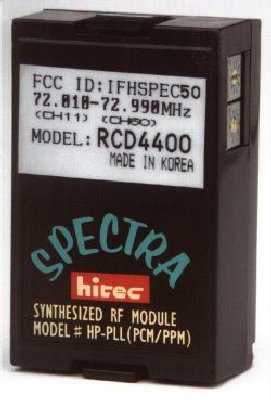 FCC ID: IFHSPEC50
72.010-72.990MHz
(CH11) (CH60)
MODEL: RCD4400
MADE IN KOREA
SPECTRA
hitec
SYNTHESIZED RF MODULE
MODEL # HP-PLL(PCM/PPM)